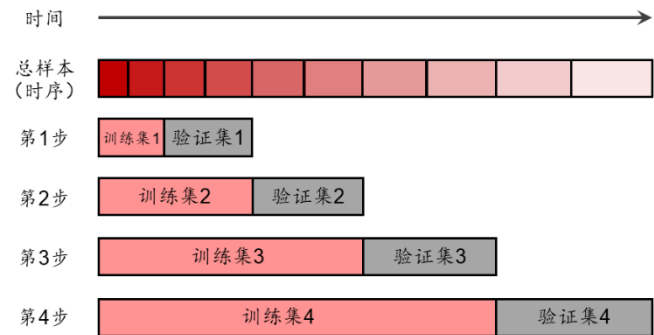 时间
总样本
（时序）
第1步
训练集1 验证集1
第2步
训练集2 验证集2
第3步
训练集3 验证集3
第4步
训练集4 验证集4